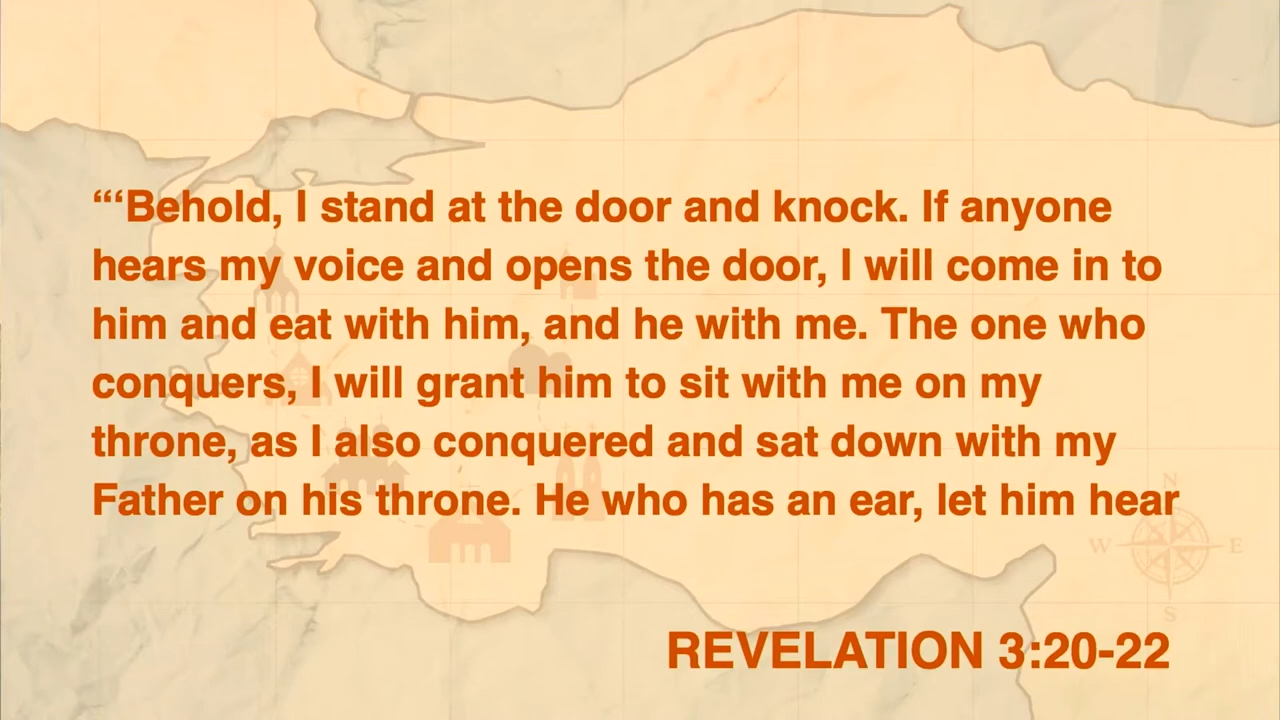 “‘Behold, I stand at the door and knock. If anyone
hears my voice and opens the door, I will come in to
him and eat with him, and he with me. The one who
conquers, I will grant him to sit with me on my
throne, as I also conquered and sat down with my
Father on his throne. He who has an ear, let him hear
N
W E
S
REVELATION 3:20-22